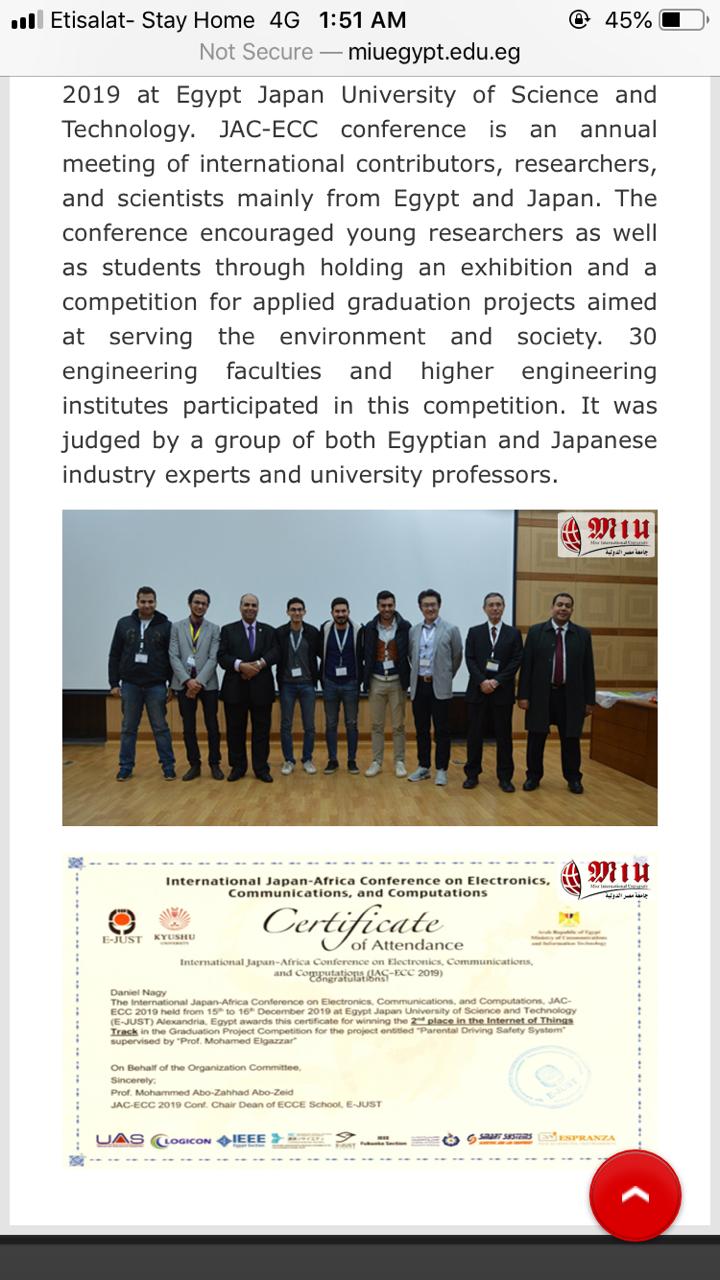 Etisalat- Stay Home 4G 1:51 AM 45%
Not Secure — miuegypt.edu.eg
2019 at Egypt Japan University of Science and
Technology. JAC-ECC conference is an annual
meeting of international contributors, researchers,
and scientists mainly from Egypt and Japan. The
conference encouraged young researchers as well
as students through holding an exhibition and a
competition for applied graduation projects aimed
at serving the environment and society. 30
engineering faculties and higher engineering
institutes participated in this competition. It was
judged by a group of both Egyptian and Japanese
industry experts and university professors.
MIU
Misr International University
جامعة مصر الدولية
MIU
Misr International University
جامعة مصر الدولية
International Japan-Africa Conference on Electronics,
Communications, and Computations
E-JUST
KYUSHU
UNIVERSITY
Certificate
of Attendance
Arab Republic of Egypt
Ministry of Communications
and Information Technology
International Japan-Africa Conference on Electronics, Communications,
and Computations (JAC-ECC 2019)
Congratulations!
Daniel Nagy
The International Japan-Africa Conference on Electronics, Communications, and Computations, JAC-
ECC 2019 held from 15th to 16th December 2019 at Egypt Japan University of Science and Technology
(E-JUST) Alexandria, Egypt awards this certificate for winning the 2nd place in the Internet of Things
Track in the Graduation Project Competition for the project entitled "Parental Driving Safety System"
supervised by "Prof. Mohamed Elgazzar"
On Behalf of the Organization Committee,
Sincerely;
Prof. Mohammed Abo-Zahhad Abo-Zeid
JAC-ECC 2019 Conf. Chair Dean of ECCE School, E-JUST
E-JUST
UAS LOGICON IEEE Egypt Section IEEE Fukuoka Section SMART SYSTEMS ESPRANZA